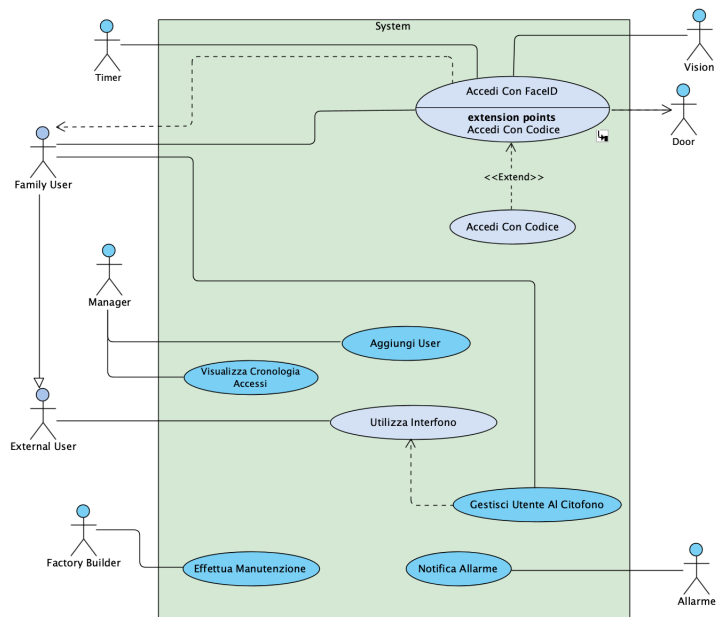 System
Timer
Vision
Accedi Con FaceID
extension points
Accedi Con Codice
Door
<<Extend>>
Family User
Accedi Con Codice
Manager
Aggiungi User
Visualizza Cronologia
Accessi
Utilizza Interfono
External User
Gestisci Utente Al Citofono
Factory Builder
Effettua Manutenzione
Notifica Allarme
Allarme